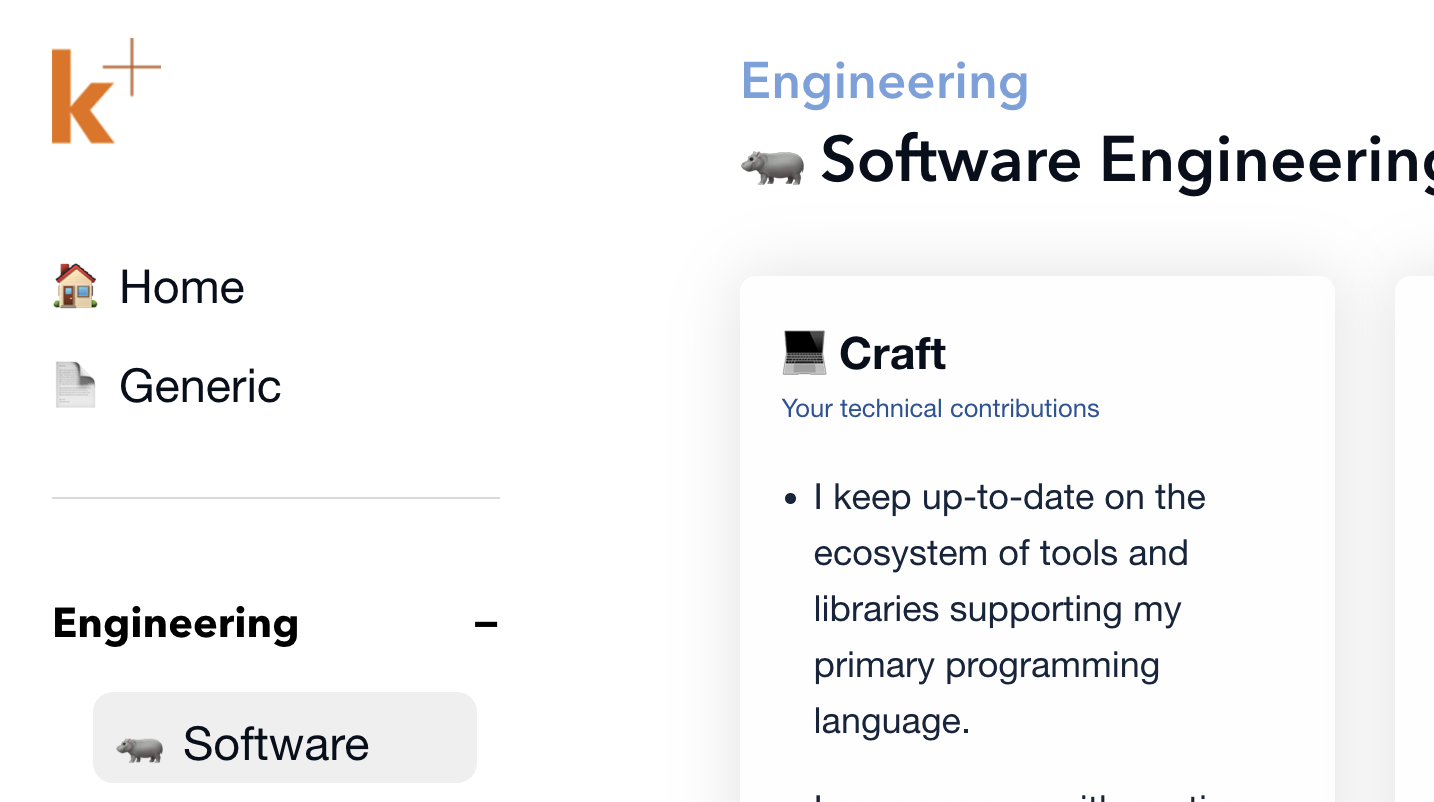 k+
Home
Generic
Engineering
Software
Engineering
Software Engineering
Craft
Your technical contributions
I keep up-to-date on the
ecosystem of tools and
libraries supporting my
primary programming
language.